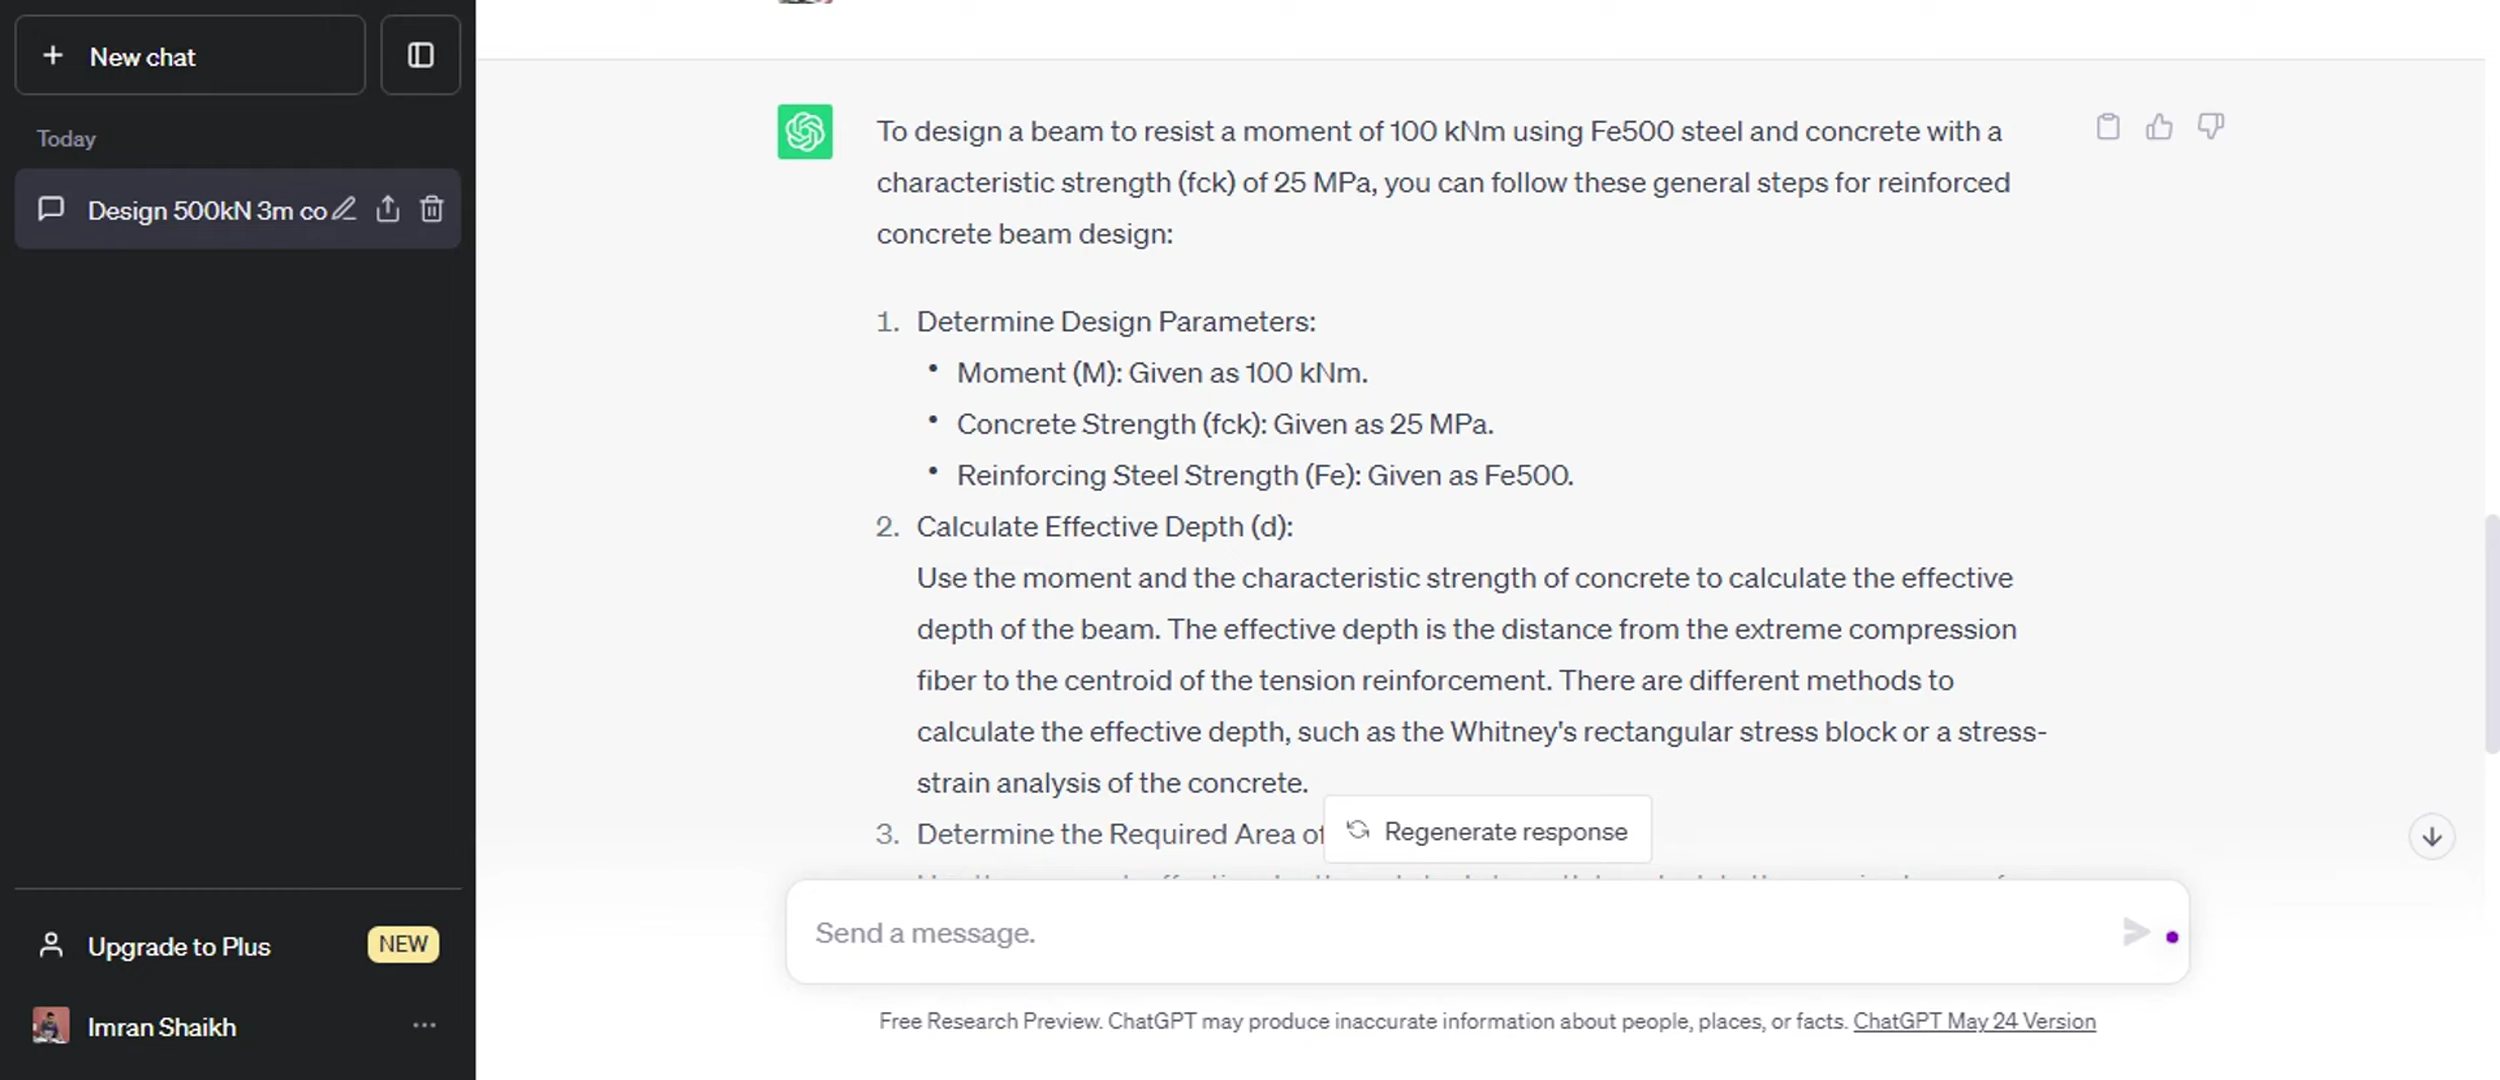 New chat
Today
Design 500kN 3m co
Upgrade to Plus
NEW
Imran Shaikh
To design a beam to resist a moment of 100 kNm using Fe500 steel and concrete with a
characteristic strength (fck) of 25 MPa, you can follow these general steps for reinforced
concrete beam design:
1. Determine Design Parameters:
• Moment (M): Given as 100 kNm.
• Concrete Strength (fck): Given as 25 MPa.
• Reinforcing Steel Strength (Fe): Given as Fe500.
2. Calculate Effective Depth (d):
Use the moment and the characteristic strength of concrete to calculate the effective
depth of the beam. The effective depth is the distance from the extreme compression
fiber to the centroid of the tension reinforcement. There are different methods to
calculate the effective depth, such as the Whitney's rectangular stress block or a stress-
strain analysis of the concrete.
3. Determine the Required Area of
Regenerate response
Send a message.
Free Research Preview. ChatGPT may produce inaccurate information about people, places, or facts. ChatGPT May 24 Version